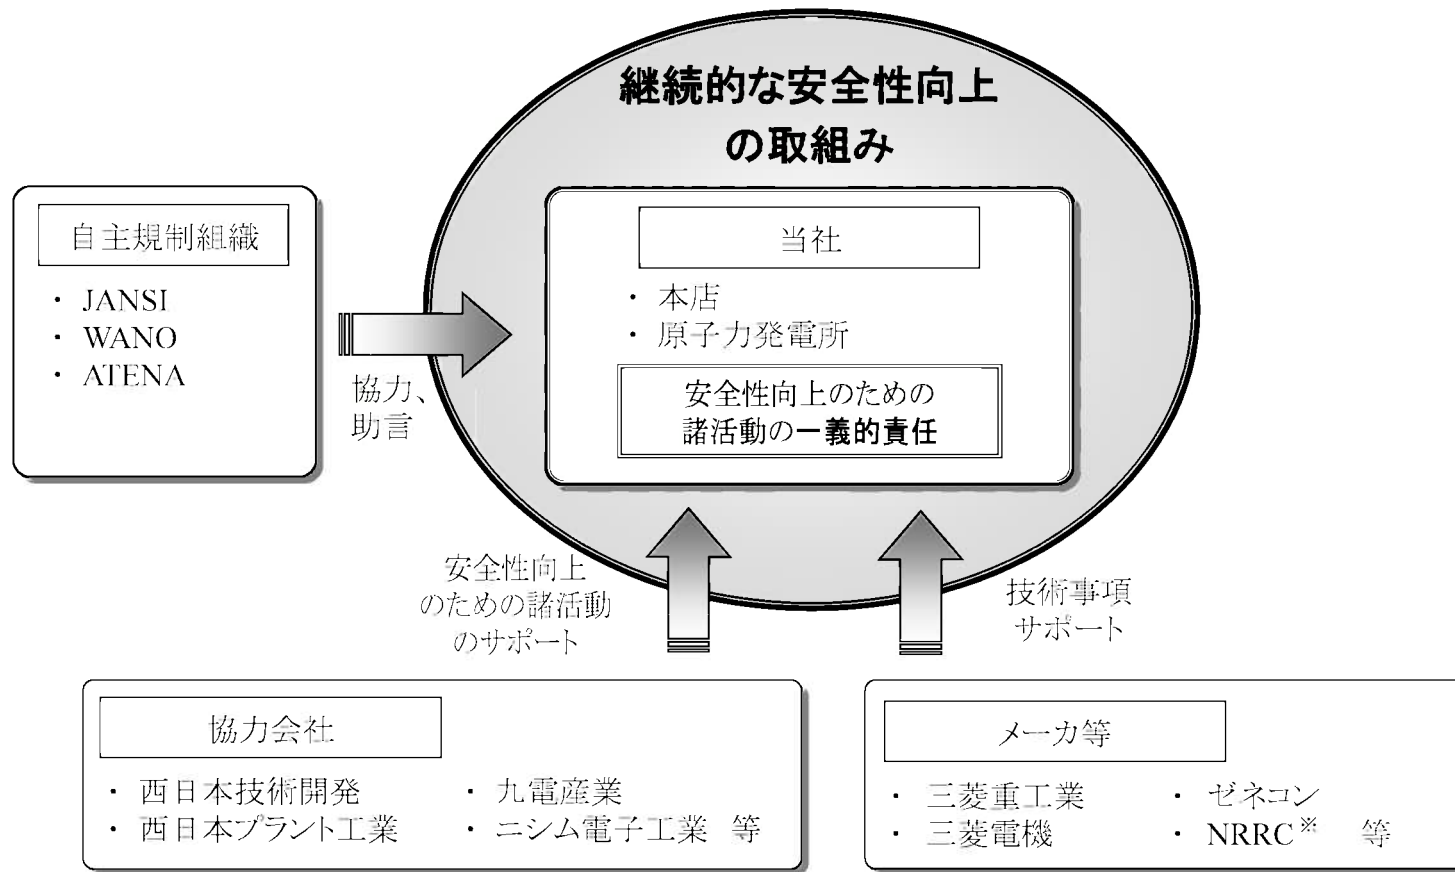 継続的な安全性向上
の取組み
自主規制組織
・ JANSI
・ WANO
・ ATENA
協力、
助言
当社
・ 本店
・ 原子力発電所
安全性向上のための
諸活動の一義的責任
安全性向上
のための諸活動
のサポート
技術事項
サポート
協力会社
・ 西日本技術開発
・ 西日本プラント工業
・ 九電産業
・ ニシム電子工業 等
メーカ等
・ 三菱重工業
・ 三菱電機
・ ゼネコン
・ NRRC※ 等